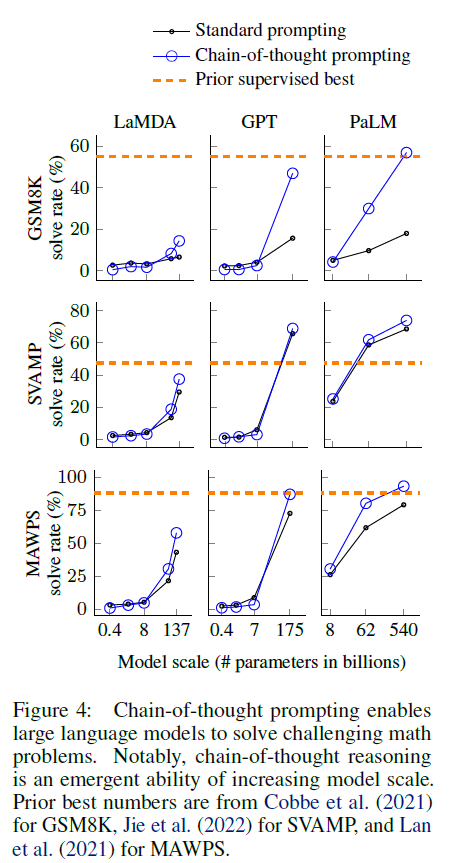 Standard prompting
Chain-of-thought prompting
Prior supervised best
LaMDA GPT PaLM
GSM8K
solve rate (%)
60
40
20
0
SVAMP
solve rate (%)
80
60
40
20
0
MAWPS
solve rate (%)
100
75
50
25
0
0.4 8 137 0.4 7 175 8 62 540
Model scale (# parameters in billions)
Figure 4: Chain-of-thought prompting enables
large language models to solve challenging math
problems. Notably, chain-of-thought reasoning
is an emergent ability of increasing model scale.
Prior best numbers are from Cobbe et al. (2021)
for GSM8K, Jie et al. (2022) for SVAMP, and Lan
et al. (2021) for MAWPS.